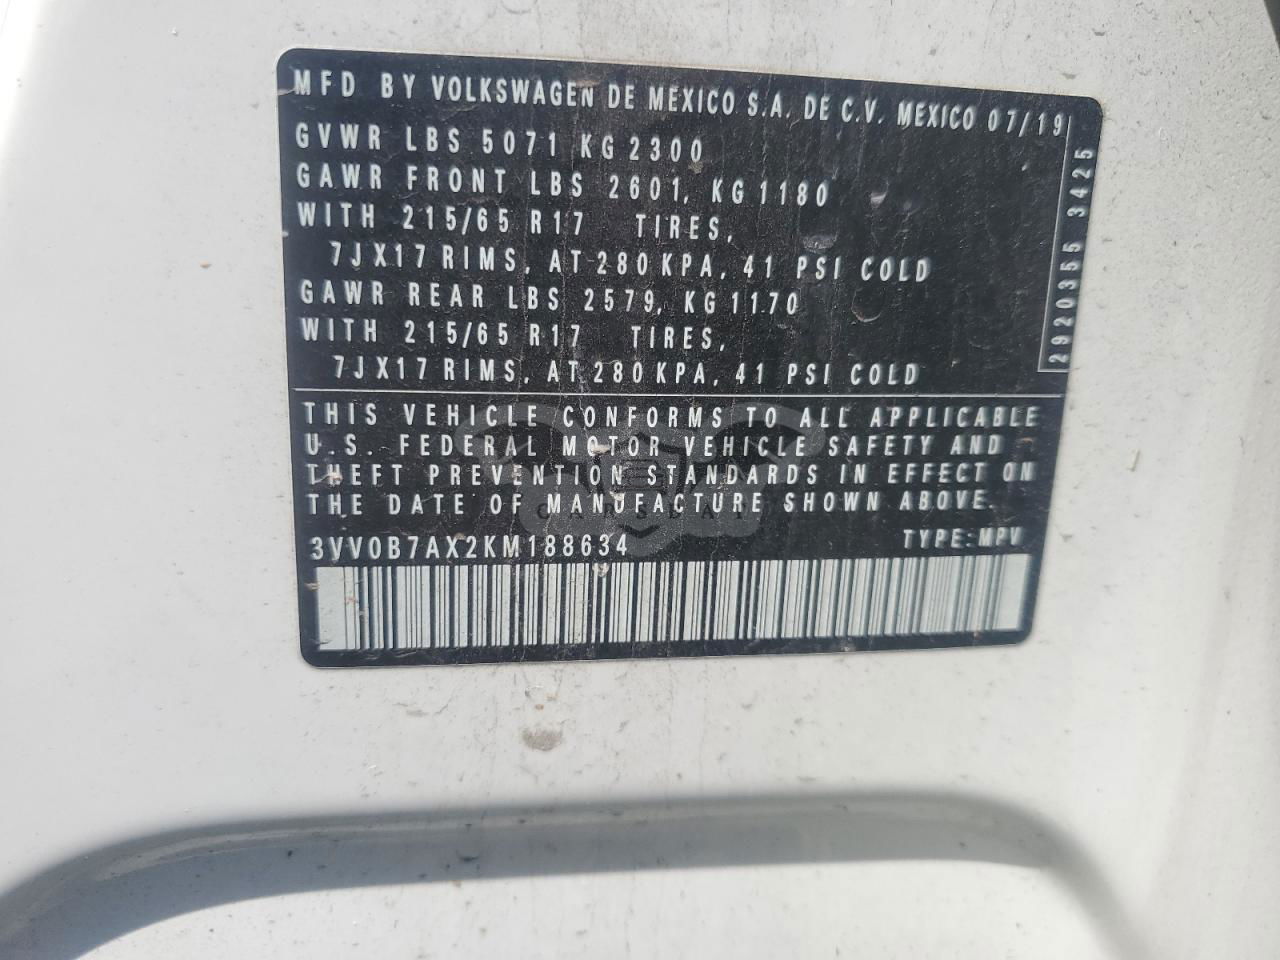 MFD BY VOLKSWAGEN DE MEXICO S.A. DE C.V. MEXICO 07/19
GVWR LBS 5071 KG 2300
GAWR FRONT LBS 2601, KG 1180
WITH 215/65 R17 TIRES,
7JX17 RIMS, AT 280 KPA, 41 PSI COLD
GAWR REAR LBS 2579, KG 1170
WITH 215/65 R17 TIRES,
7JX17 RIMS, AT 280 KPA, 41 PSI COLD
2920355 3425
THIS VEHICLE CONFORMS TO ALL APPLICABLE
U.S. FEDERAL MOTOR VEHICLE SAFETY AND
THEFT PREVENTION STANDARDS IN EFFECT ON
THE DATE OF MANUFACTURE SHOWN ABOVE.
3VV0B7AX2KM188634 TYPE: MPV